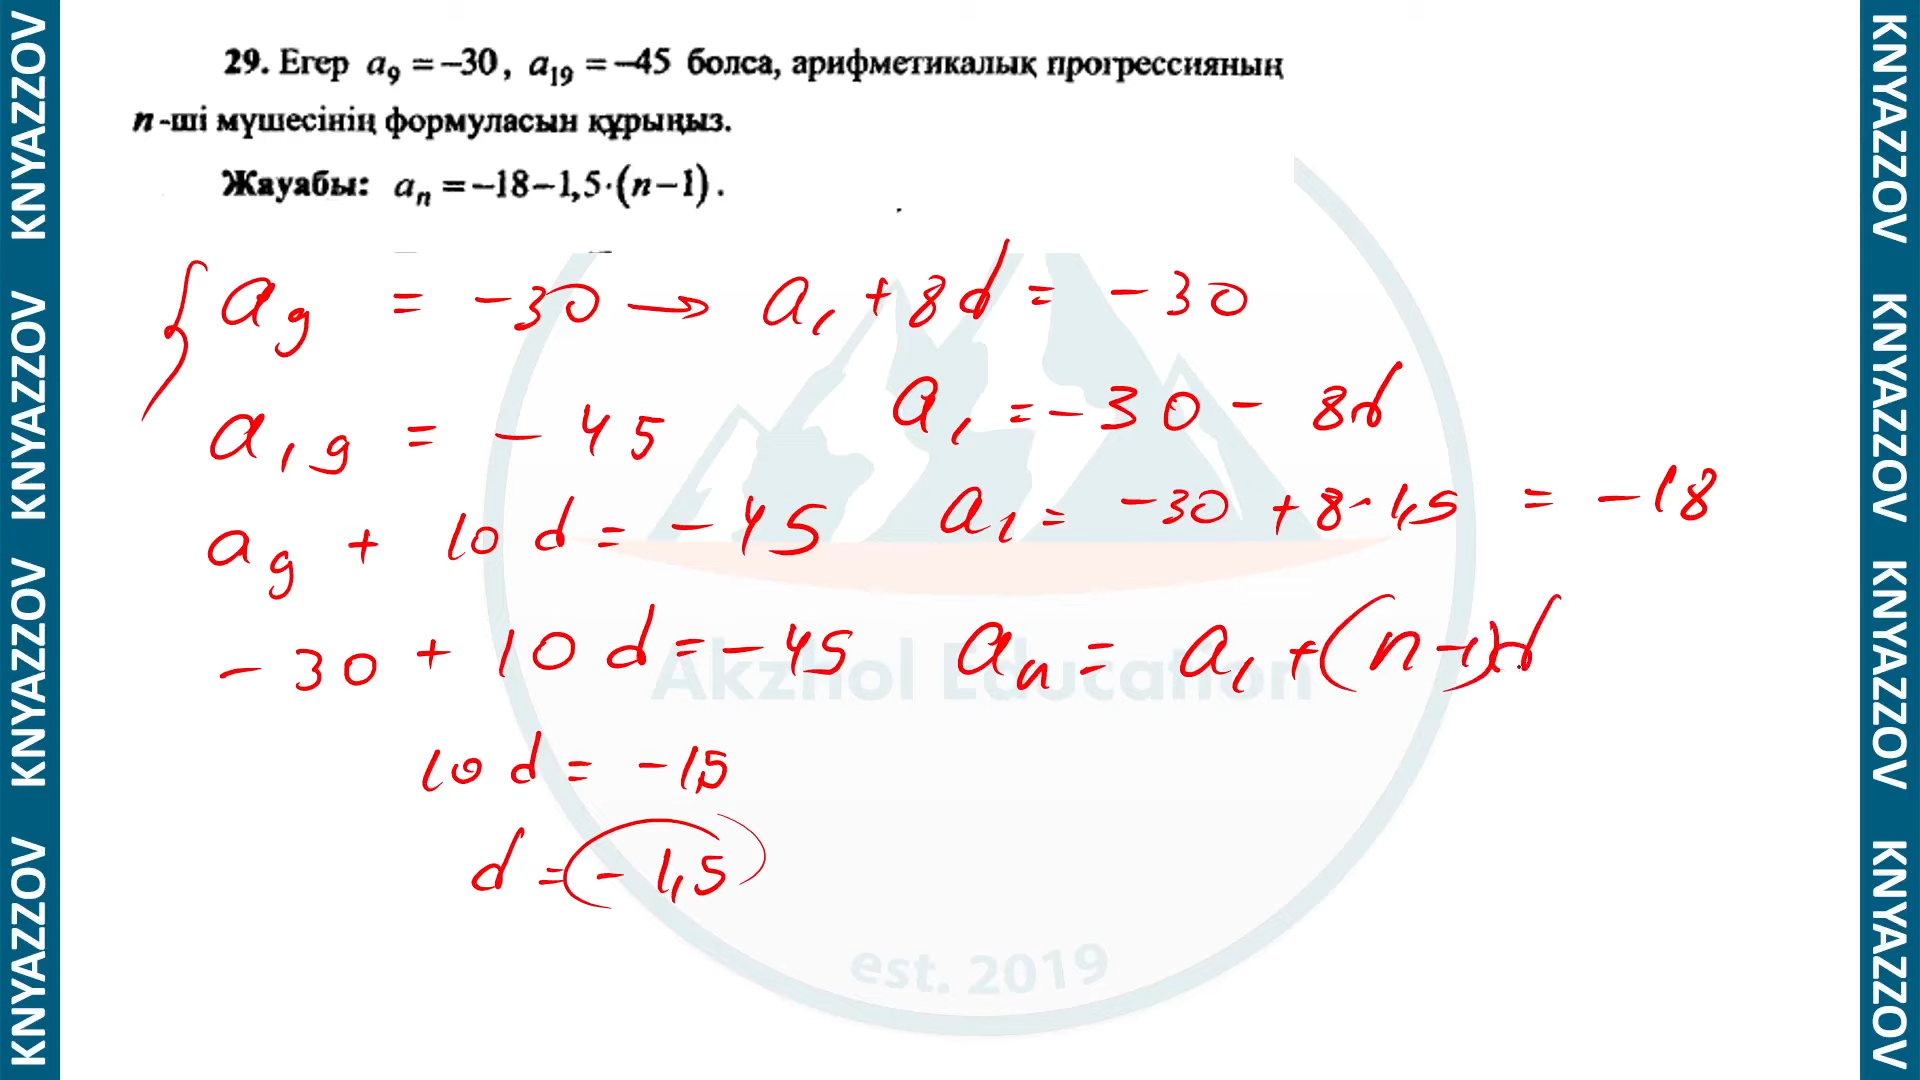 29. Егер a₉ = –30, a₁₉ = –45 болса, арифметикалық прогрессияның
n-ші мүшесінің формуласын құрыңыз.
Жауабы: aₙ = –18–1,5·(n–1).
{ a₉ = -30 → a₁ + 8d = -30
a₁₉ = -45
a₁ = -30 - 8d
a₉ + 10d = -45
a₁ = -30 + 8·1,5 = -18
-30 + 10d = -45
aₙ = a₁ + (n-1)d
10d = -15
d = -1,5
Akzhol Education
est. 2019
KNYAZZOV KNYAZZOV KNYAZZOV KNYAZZOV
KNYAZZOV KNYAZZOV KNYAZZOV KNYAZZOV